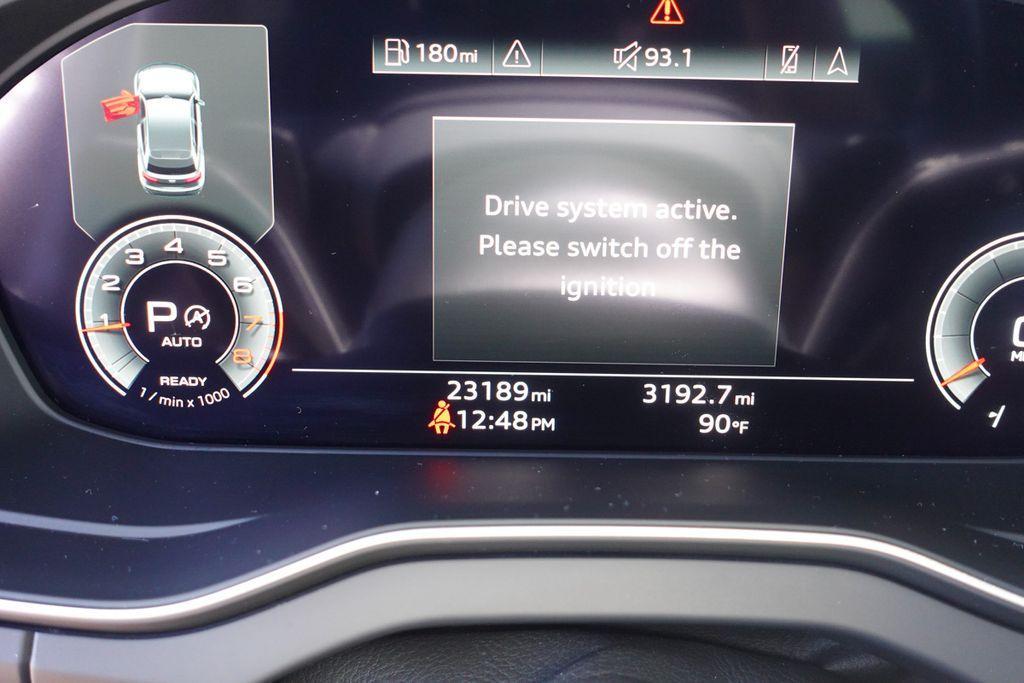 180mi
93.1
Drive system active.
Please switch off the
ignition
1 2 3 4 5 6 7 8
P
AUTO
READY
1/min x 1000
23189mi
3192.7mi
12:48PM
90°F